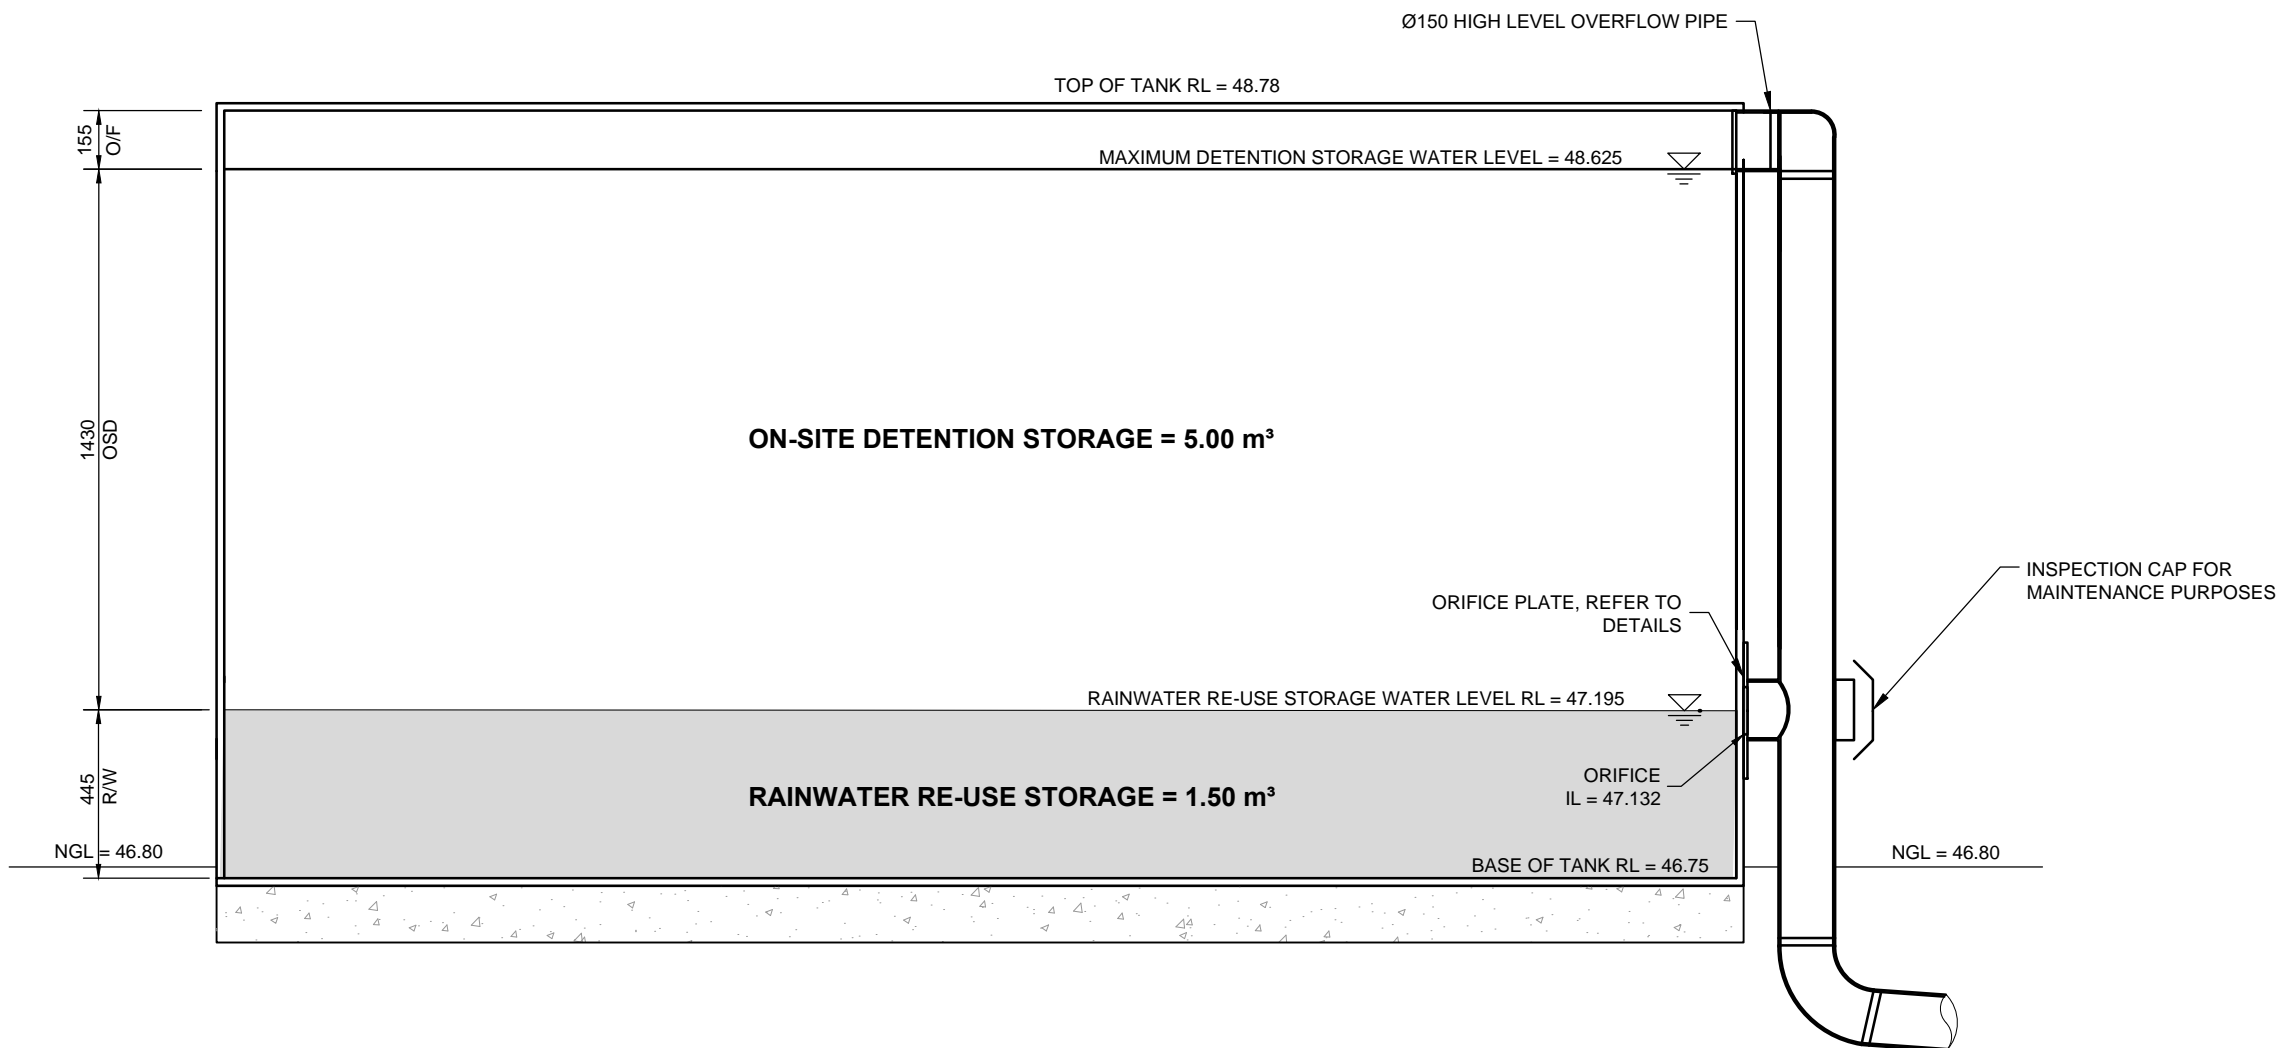 Ø150 HIGH LEVEL OVERFLOW PIPE
TOP OF TANK RL = 48.78
155
O/F
MAXIMUM DETENTION STORAGE WATER LEVEL = 48.625
1430
OSD
ON-SITE DETENTION STORAGE = 5.00 m³
INSPECTION CAP FOR
MAINTENANCE PURPOSES
ORIFICE PLATE, REFER TO
DETAILS
RAINWATER RE-USE STORAGE WATER LEVEL RL = 47.195
445
R/W
RAINWATER RE-USE STORAGE = 1.50 m³
ORIFICE
IL = 47.132
NGL = 46.80
BASE OF TANK RL = 46.75
NGL = 46.80